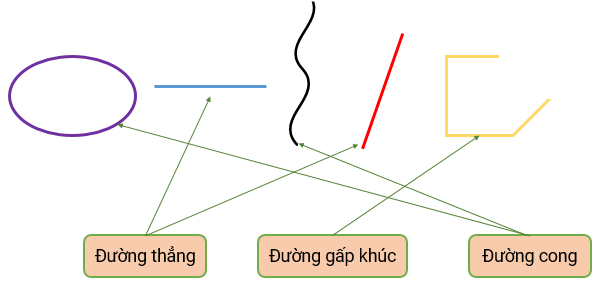 Đường thẳng
Đường gấp khúc
Đường cong